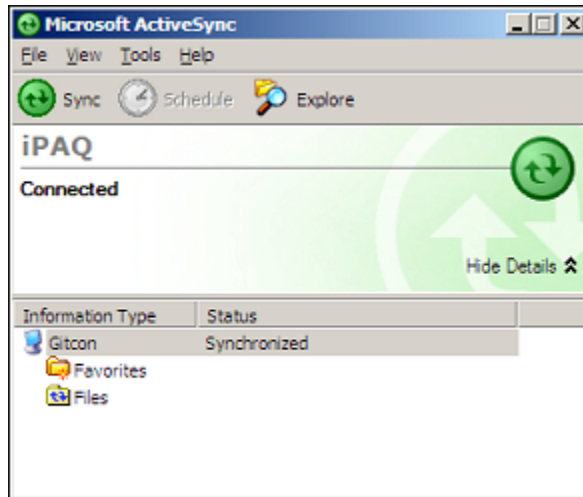 Microsoft ActiveSync
File View Tools Help
Sync Schedule Explore
iPAQ
Connected
Hide Details
Information Type Status
Gitcon Synchronized
Favorites
Files